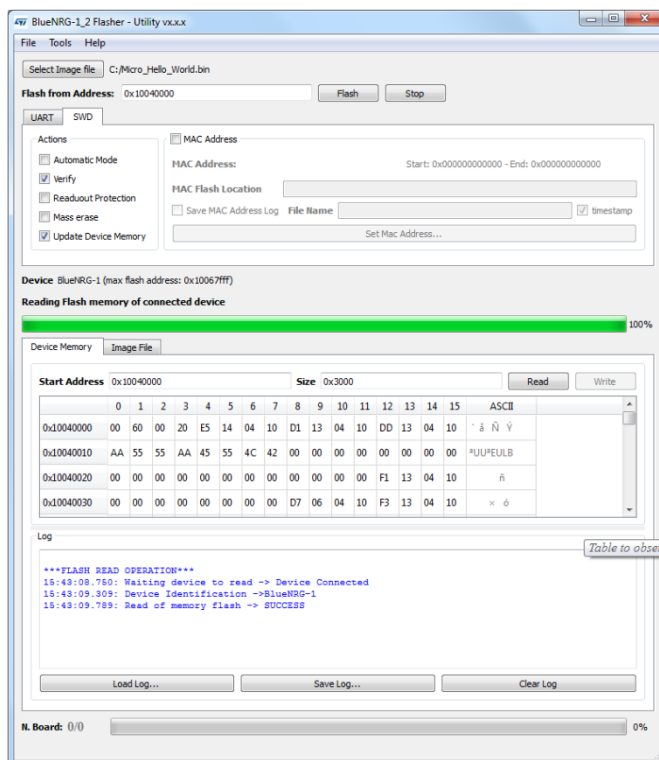 BlueNRG-1_2 Flasher - Utility vx.x.x
File Tools Help
Select Image file C:/Micro_Hello_World.bin
Flash from Address: 0x10040000 Flash Stop
UART SWD
Actions MAC Address
Automatic Mode MAC Address: Start: 0x000000000000 - End: 0x000000000000
Verify
Readout Protection MAC Flash Location
Mass erase Save MAC Address Log File Name timestamp
Update Device Memory Set Mac Address...
Device BlueNRG-1 (max flash address: 0x10067fff)
Reading Flash memory of connected device
100%
Device Memory Image File
Start Address 0x10040000 Size 0x3000 Read Write
0 1 2 3 4 5 6 7 8 9 10 11 12 13 14 15 ASCII
0x10040000 00 60 00 20 E5 14 04 10 D1 13 04 10 DD 13 04 10 ` å Ñ Ý
0x10040010 AA 55 55 AA 45 55 4C 42 00 00 00 00 00 00 00 00 ªUUªEULB
0x10040020 00 00 00 00 00 00 00 00 00 00 00 00 F1 13 04 10 ñ
0x10040030 00 00 00 00 00 00 00 00 D7 06 04 10 F3 13 04 10 × ó
Log
Table to obse
***FLASH READ OPERATION***
15:43:08.750: Waiting device to read -> Device Connected
15:43:09.309: Device Identification ->BlueNRG-1
15:43:09.789: Read of memory flash -> SUCCESS
Load Log... Save Log... Clear Log
N. Board: 0/0 0%